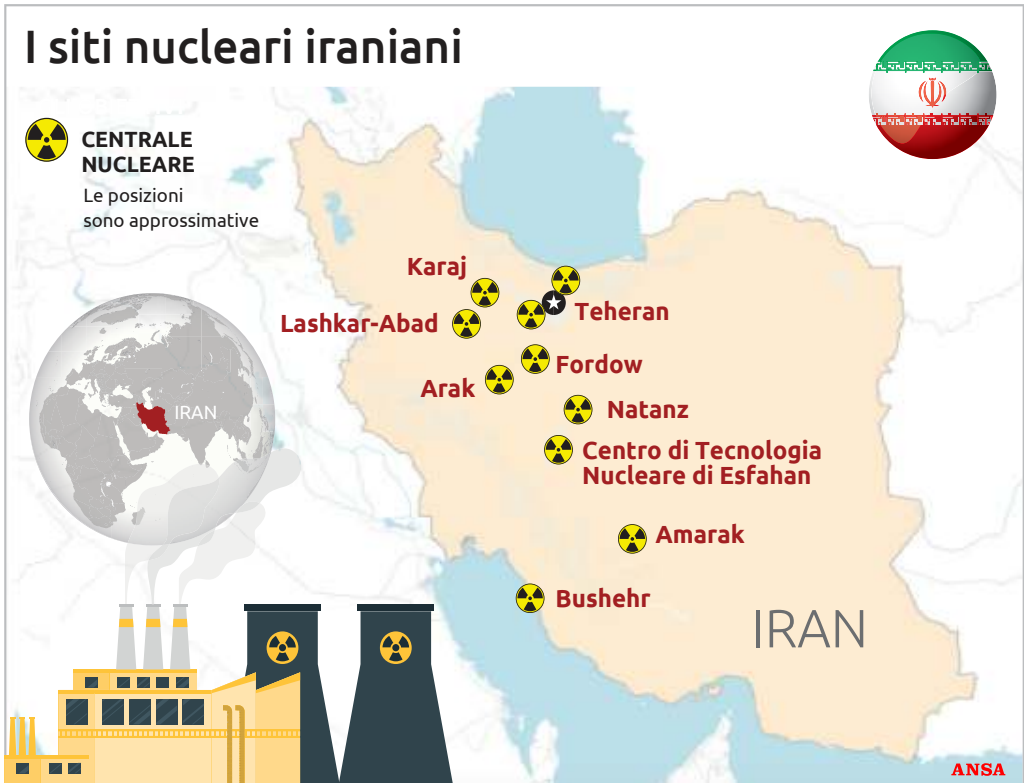 I siti nucleari iraniani
CENTRALE
NUCLEARE
Le posizioni
sono approssimative
Karaj
Lashkar-Abad
Teheran
Fordow
Arak
Natanz
Centro di Tecnologia
Nucleare di Esfahan
Amarak
Bushehr
IRAN
IRAN
ANSA